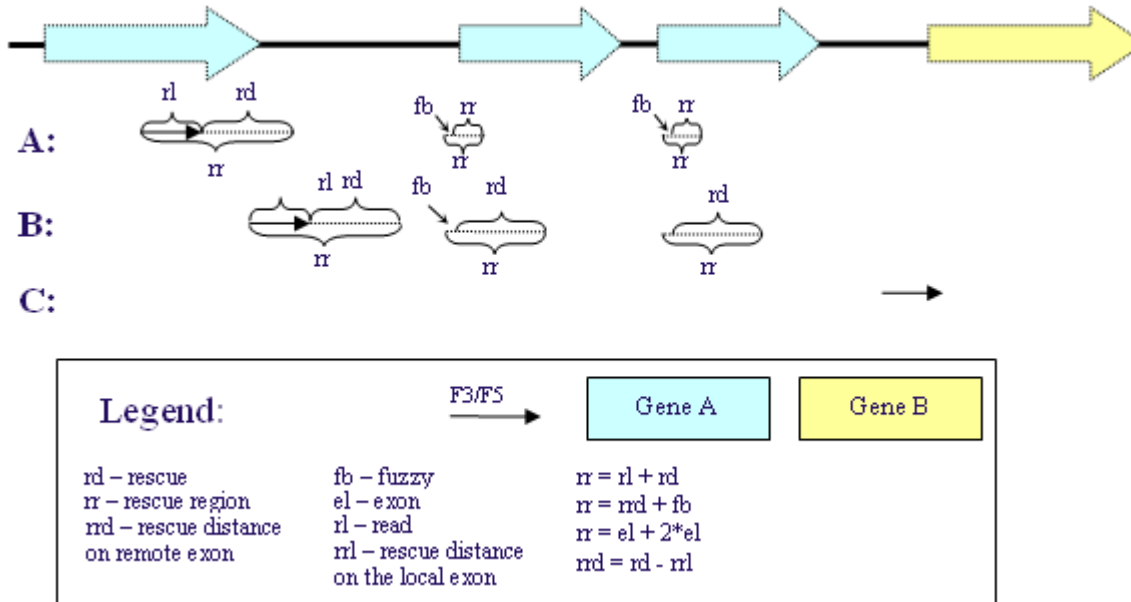 rl rd fb rr fb rr
A:
rr rr rr
rl rd fb rd rd
B:
rr rr rr
C:
Legend:
F3/F5
Gene A
Gene B
rd – rescue
rr – rescue region
rrd – rescue distance
on remote exon
fb – fuzzy
el – exon
rl – read
rrl – rescue distance
on the local exon
rr = rl + rd
rr = rrd + fb
rr = el + 2*el
rrd = rd - rrl